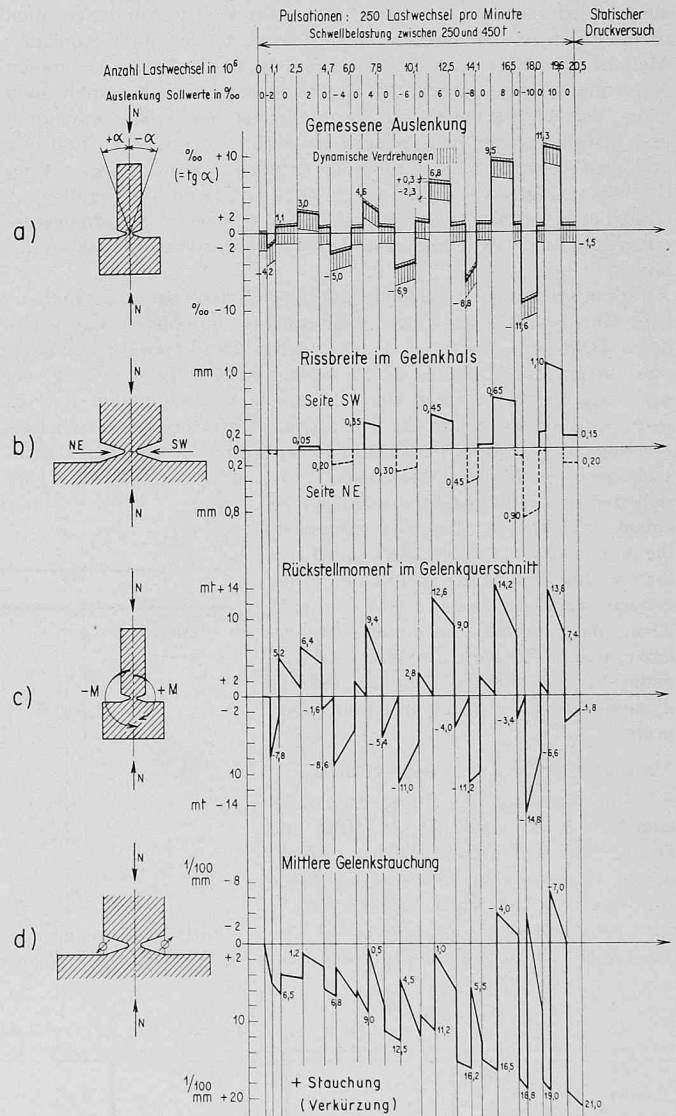 Pulsationen: 250 Lastwechsel pro Minute
Schwellbelastung zwischen 250 und 450 t
Statischer
Druckversuch
Anzahl Lastwechsel in 10⁶ 0 1,1 2,5 4,7 6,0 7,8 10,1 12,5 14,1 16,5 18,0 19,6 20,5
Auslenkung Sollwerte in ‰ 0 -2 0 2 0 -4 0 4 0 -6 0 6 0 -8 0 8 0 -10 0 10 0
Gemessene Auslenkung
N
+α -α
‰ +10
(= tg α)
Dynamische Verdrehungen
+0,3
-2,3
6,8
9,5
11,3
1,1
3,0
4,6
a)
+2
0
-2
-4,2
-5,0
-6,9
-8,8
-11,6
-1,5
‰ -10
N
Rissbreite im Gelenkhals
N
mm 1,0
Seite SW
0,05
0,35
0,45
0,65
1,10
0,15
b)
NE
SW
0,2
0
0,2
0,20
0,30
0,45
0,90
0,20
Seite NE
mm 0,8
N
Rückstellmoment im Gelenkquerschnitt
N
mt +14
10
5,2
6,4
9,4
12,6
9,0
14,2
13,6
7,4
c)
-M +M
+2
0
-2
2,8
-1,6
-4,0
-3,4
-1,8
-7,8
-8,6
-5,4
-11,0
-11,2
-6,6
-14,8
10
mt -14
N
Mittlere Gelenkstauchung
N
1/100
mm -8
-7,0
-4,0
-2
0
+2
d)
1,2
0,5
1,0
6,5
6,8
9,0
4,5
5,5
12,5
11,2
16,2
16,5
18,8
19,0
21,0
10
N
1/100
mm +20
+ Stauchung
(Verkürzung)